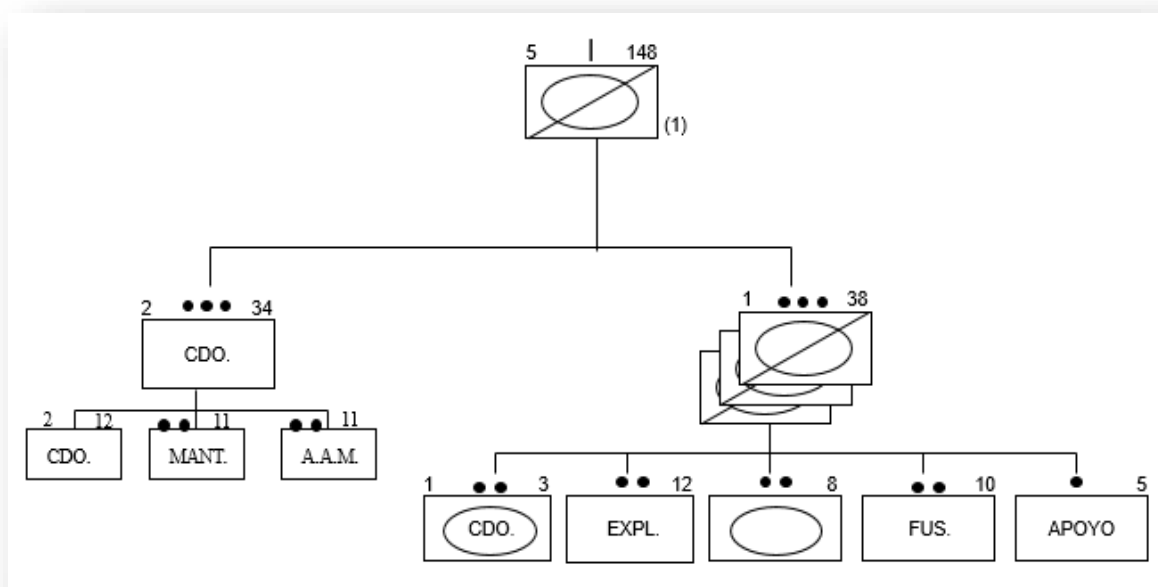 5 148
(1)
2 34
CDO.
1 38
2 12
CDO.
11
MANT.
11
A.A.M.
1 3
CDO.
12
EXPL.
8
10
FUS.
5
APOYO